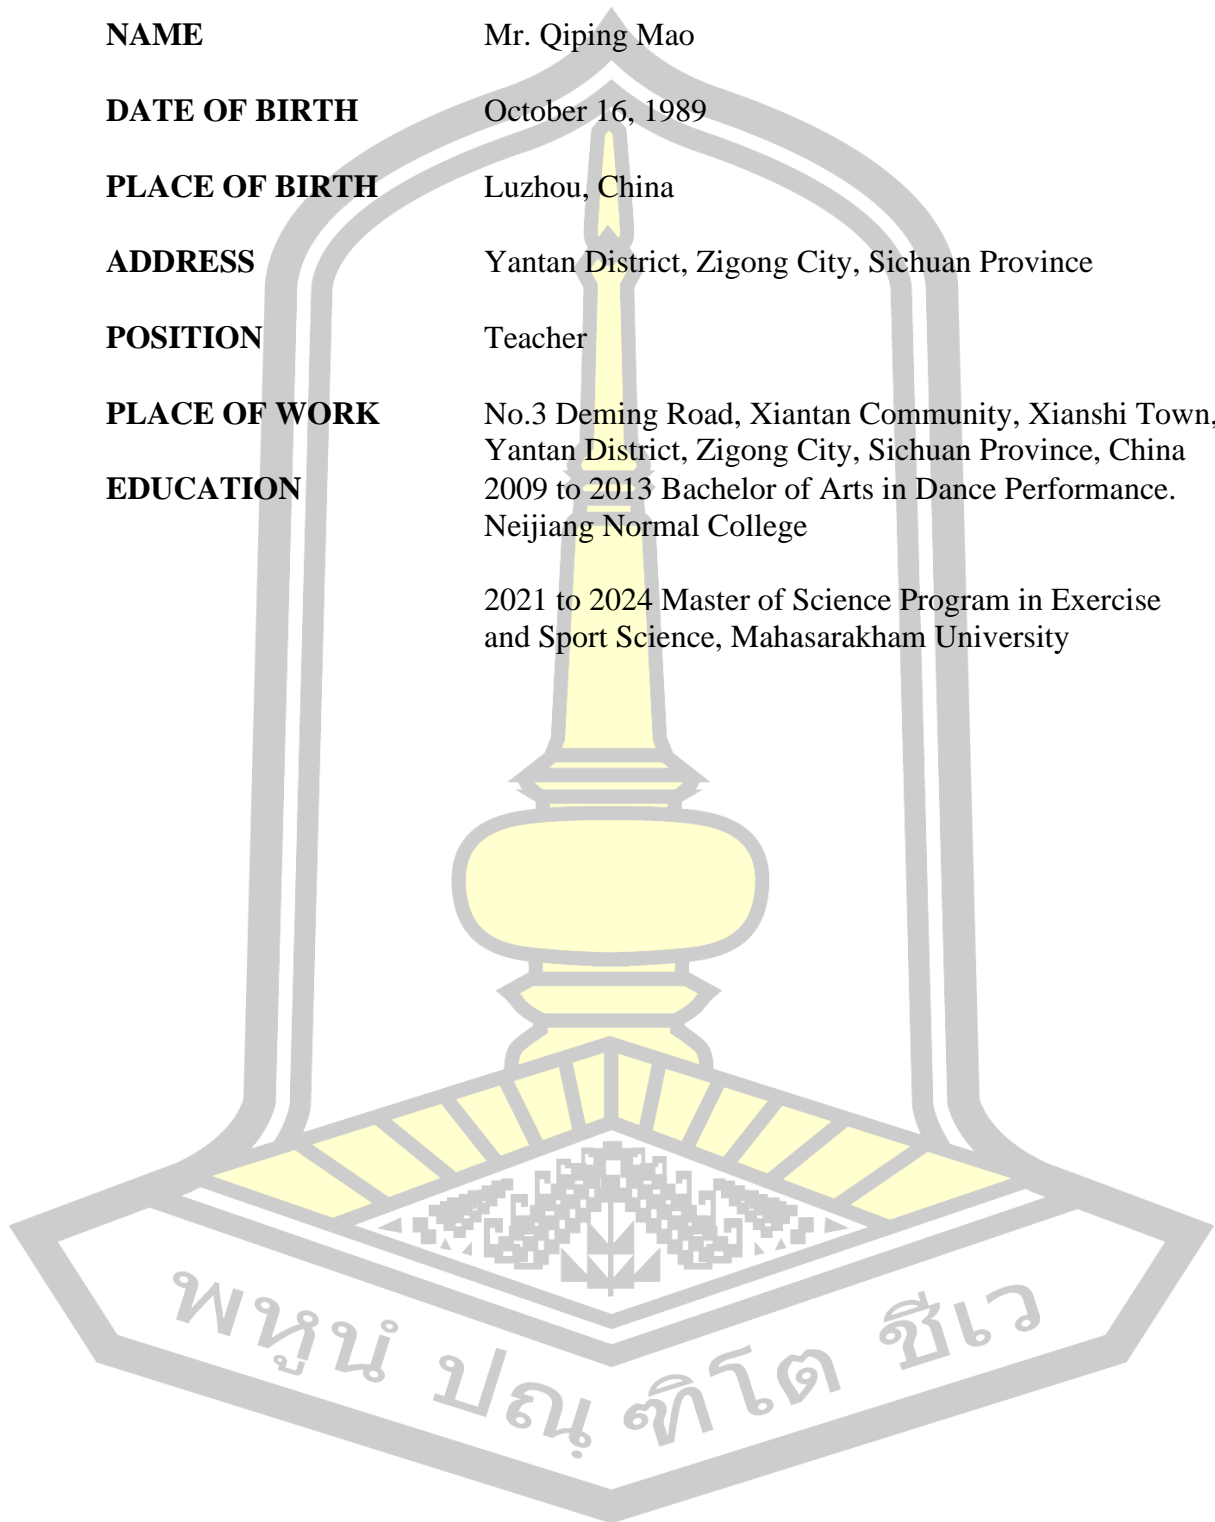 NAME Mr. Qiping Mao
DATE OF BIRTH October 16, 1989
PLACE OF BIRTH Luzhou, China
ADDRESS Yantan District, Zigong City, Sichuan Province
POSITION Teacher
PLACE OF WORK No.3 Deming Road, Xiantan Community, Xianshi Town,
Yantan District, Zigong City, Sichuan Province, China
EDUCATION 2009 to 2013 Bachelor of Arts in Dance Performance.
Neijiang Normal College
2021 to 2024 Master of Science Program in Exercise
and Sport Science, Mahasarakham University
พหูนํ ปณฺ ฑิโต ชีเว